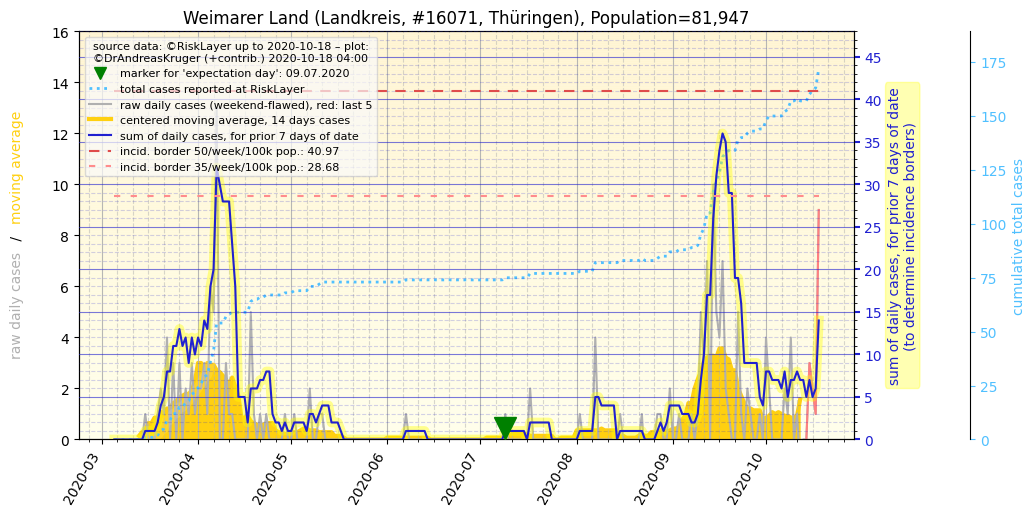 Weimarer Land (Landkreis, #16071, Thüringen), Population=81,947
source data: ©RiskLayer up to 2020-10-18 – plot:
©DrAndreasKruger (+contrib.) 2020-10-18 04:00
marker for 'expectation day': 09.07.2020
total cases reported at RiskLayer
raw daily cases (weekend-flawed), red: last 5
centered moving average, 14 days cases
sum of daily cases, for prior 7 days of date
incid. border 50/week/100k pop.: 40.97
incid. border 35/week/100k pop.: 28.68
raw daily cases / moving average
16
14
12
10
8
6
4
2
0
2020-03
2020-04
2020-05
2020-06
2020-07
2020-08
2020-09
2020-10
45
40
35
30
25
20
15
10
5
0
sum of daily cases, for prior 7 days of date
(to determine incidence borders)
175
150
125
100
75
50
25
0
cumulative total cases